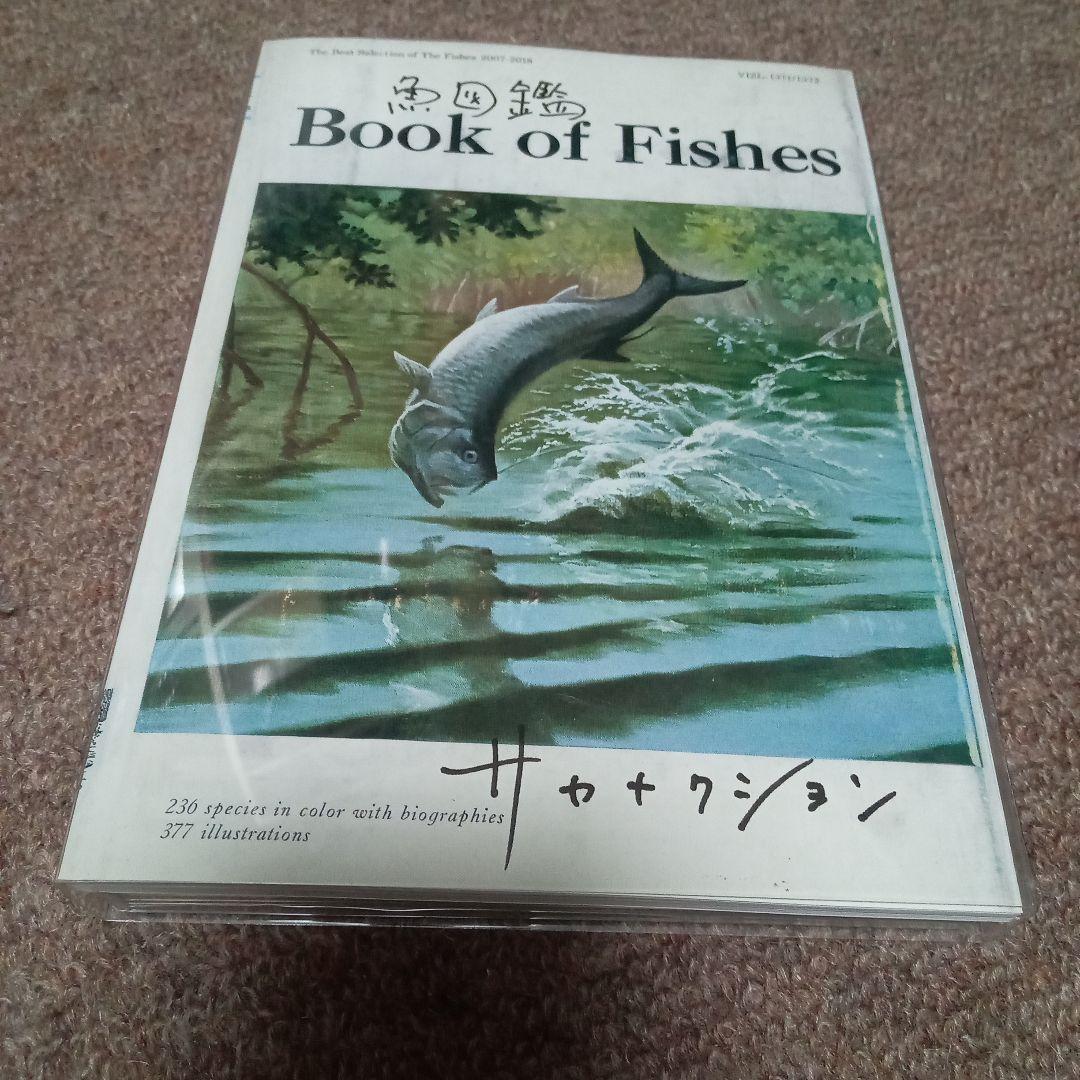 The Best Selection of The Fishes 2007-2018
魚図鑑
Book of Fishes
236 species in color with biographies
377 illustrations
サカナクション